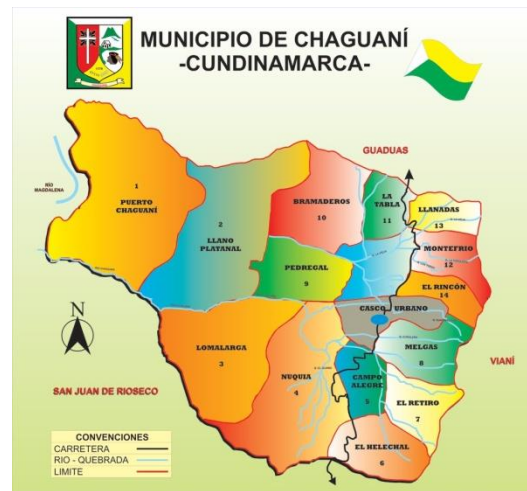 MUNICIPIO DE CHAGUANÍ
-CUNDINAMARCA-
GUADUAS
RÍO
MAGDALENA
1
PUERTO
CHAGUANÍ
2
LLANO
PLATANAL
BRAMADEROS
10
LA
TABLA
11
LLANADAS
13
MONTEFRIO
12
PEDREGAL
9
EL RINCÓN
14
CASCO URBANO
LOMALARGA
3
NUQUIA
4
MELGAS
8
CAMPO
ALEGRE
5
EL RETIRO
7
EL HELECHAL
6
VIANÍ
N
SAN JUAN DE RIOSECO
CONVENCIONES
CARRETERA
RIO - QUEBRADA
LIMITE